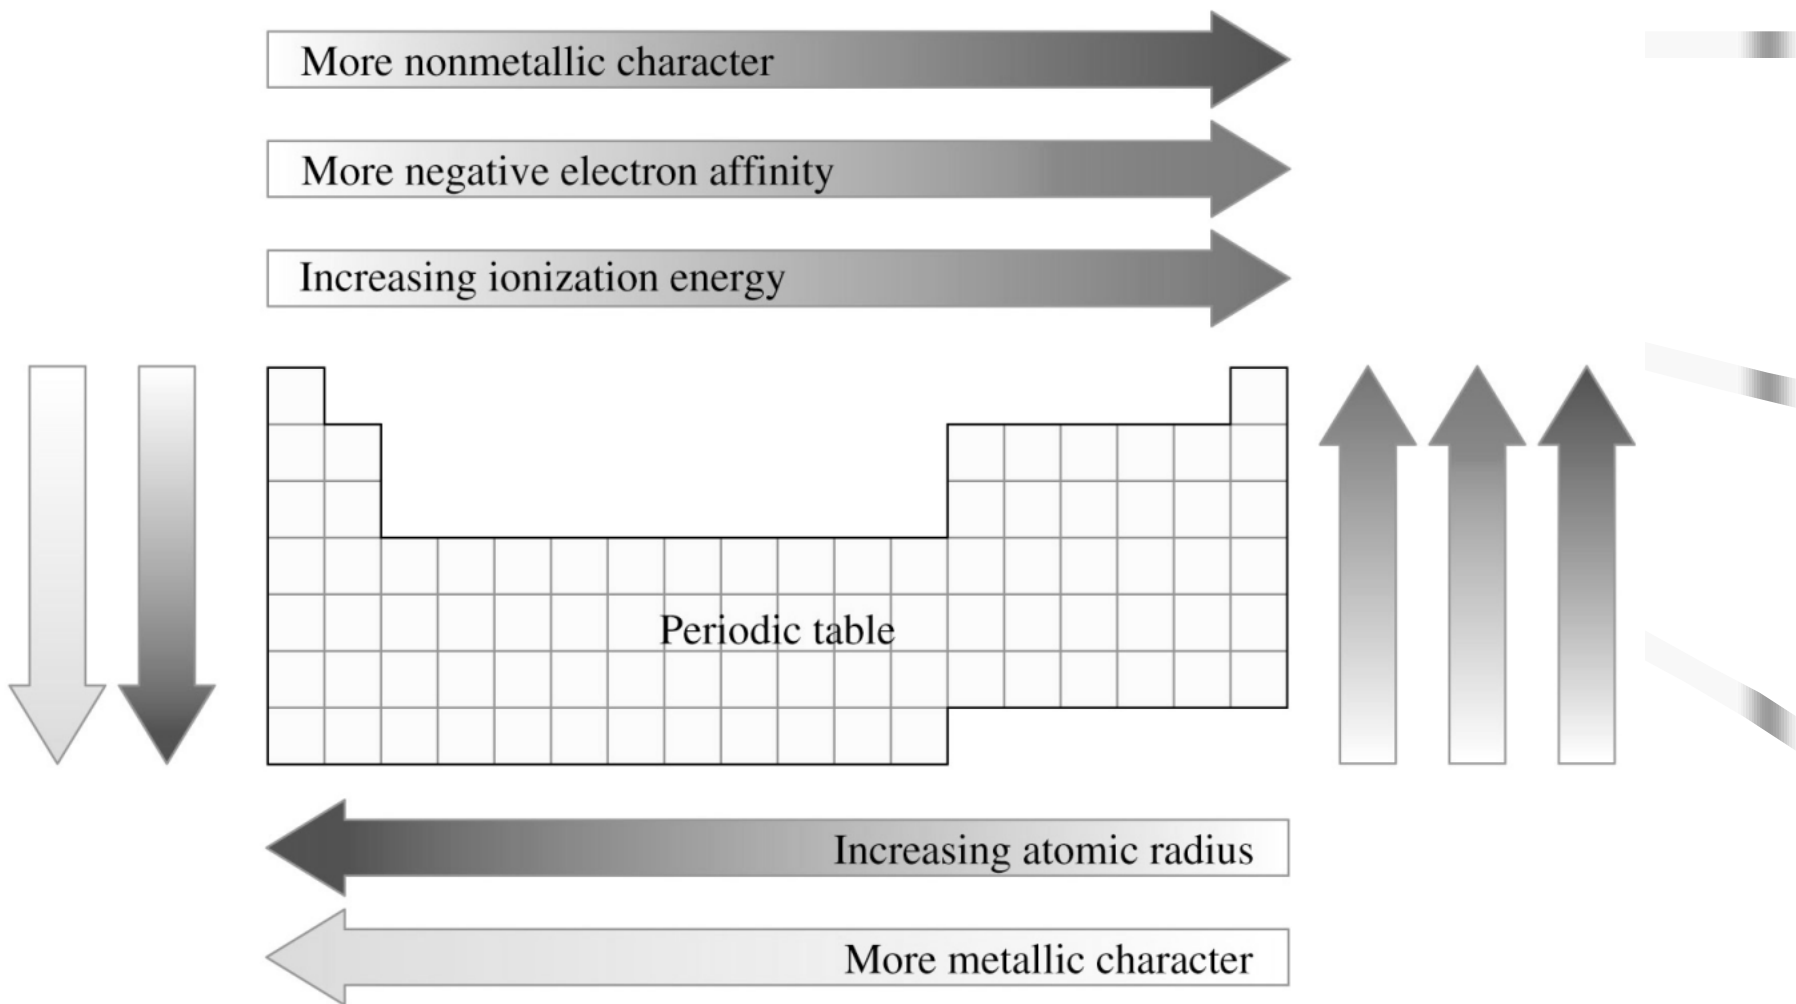 More nonmetallic character
More negative electron affinity
Increasing ionization energy
Periodic table
Increasing atomic radius
More metallic character